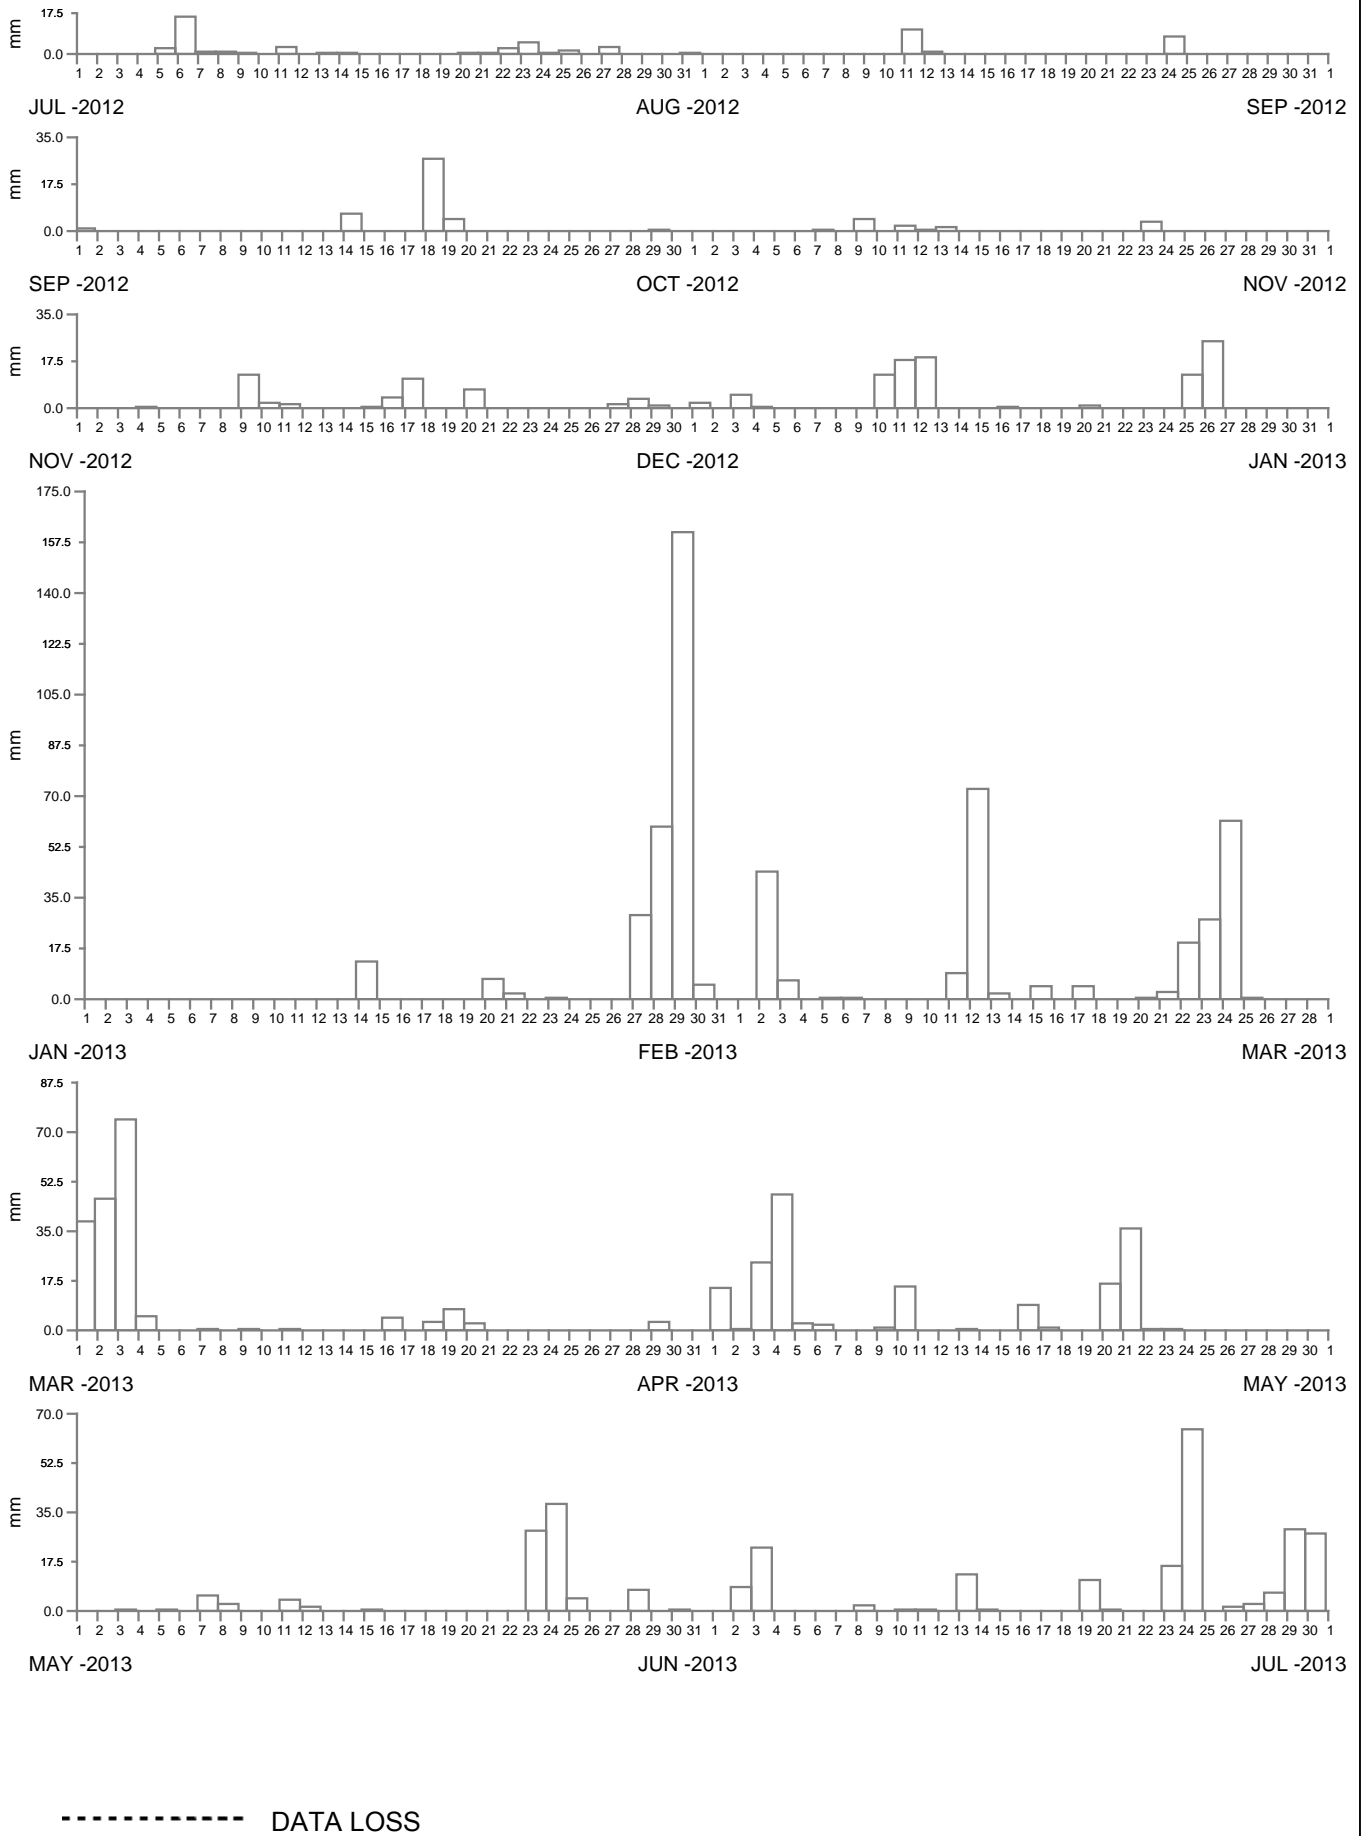 17.5
mm
0.0
1 2 3 4 5 6 7 8 9 10 11 12 13 14 15 16 17 18 19 20 21 22 23 24 25 26 27 28 29 30 31 1 2 3 4 5 6 7 8 9 10 11 12 13 14 15 16 17 18 19 20 21 22 23 24 25 26 27 28 29 30 31 1
JUL -2012 AUG -2012 SEP -2012
35.0
mm
17.5
0.0
1 2 3 4 5 6 7 8 9 10 11 12 13 14 15 16 17 18 19 20 21 22 23 24 25 26 27 28 29 30 1 2 3 4 5 6 7 8 9 10 11 12 13 14 15 16 17 18 19 20 21 22 23 24 25 26 27 28 29 30 31 1
SEP -2012 OCT -2012 NOV -2012
35.0
mm
17.5
0.0
1 2 3 4 5 6 7 8 9 10 11 12 13 14 15 16 17 18 19 20 21 22 23 24 25 26 27 28 29 30 1 2 3 4 5 6 7 8 9 10 11 12 13 14 15 16 17 18 19 20 21 22 23 24 25 26 27 28 29 30 31 1
NOV -2012 DEC -2012 JAN -2013
175.0
157.5
140.0
122.5
105.0
mm
87.5
70.0
52.5
35.0
17.5
0.0
1 2 3 4 5 6 7 8 9 10 11 12 13 14 15 16 17 18 19 20 21 22 23 24 25 26 27 28 29 30 31 1 2 3 4 5 6 7 8 9 10 11 12 13 14 15 16 17 18 19 20 21 22 23 24 25 26 27 28 1
JAN -2013 FEB -2013 MAR -2013
87.5
70.0
52.5
mm
35.0
17.5
0.0
1 2 3 4 5 6 7 8 9 10 11 12 13 14 15 16 17 18 19 20 21 22 23 24 25 26 27 28 29 30 31 1 2 3 4 5 6 7 8 9 10 11 12 13 14 15 16 17 18 19 20 21 22 23 24 25 26 27 28 29 30 1
MAR -2013 APR -2013 MAY -2013
70.0
52.5
mm
35.0
17.5
0.0
1 2 3 4 5 6 7 8 9 10 11 12 13 14 15 16 17 18 19 20 21 22 23 24 25 26 27 28 29 30 31 1 2 3 4 5 6 7 8 9 10 11 12 13 14 15 16 17 18 19 20 21 22 23 24 25 26 27 28 29 30 1
MAY -2013 JUN -2013 JUL -2013
DATA LOSS